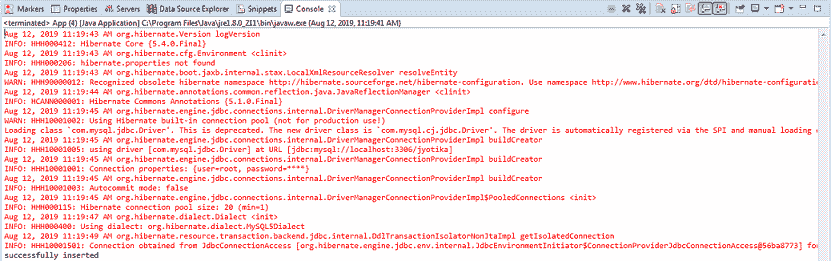 Markers Properties Servers Data Source Explorer Snippets Console
<terminated> App (4) [Java Application] C:\Program Files\Java\jre1.8.0_211\bin\javaw.exe (Aug 12, 2019, 11:19:41 AM)
Aug 12, 2019 11:19:43 AM org.hibernate.Version logVersion
INFO: HHH000412: Hibernate Core {5.4.0.Final}
Aug 12, 2019 11:19:43 AM org.hibernate.cfg.Environment <clinit>
INFO: HHH000206: hibernate.properties not found
Aug 12, 2019 11:19:43 AM org.hibernate.boot.jaxb.internal.stax.LocalXmlResourceResolver resolveEntity
WARN: HHH90000012: Recognized obsolete hibernate namespace http://hibernate.sourceforge.net/hibernate-configuration. Use namespace http://www.hibernate.org/dtd/hibernate-configuratio
Aug 12, 2019 11:19:44 AM org.hibernate.annotations.common.reflection.java.JavaReflectionManager <clinit>
INFO: HCANN000001: Hibernate Commons Annotations {5.1.0.Final}
Aug 12, 2019 11:19:45 AM org.hibernate.engine.jdbc.connections.internal.DriverManagerConnectionProviderImpl configure
WARN: HHH10001002: Using Hibernate built-in connection pool (not for production use!)
Loading class `com.mysql.jdbc.Driver'. This is deprecated. The new driver class is `com.mysql.cj.jdbc.Driver'. The driver is automatically registered via the SPI and manual loading
Aug 12, 2019 11:19:45 AM org.hibernate.engine.jdbc.connections.internal.DriverManagerConnectionProviderImpl buildCreator
INFO: HHH10001005: using driver [com.mysql.jdbc.Driver] at URL [jdbc:mysql://localhost:3306/jyotika]
Aug 12, 2019 11:19:45 AM org.hibernate.engine.jdbc.connections.internal.DriverManagerConnectionProviderImpl buildCreator
INFO: HHH10001001: Connection properties: {user=root, password=****}
Aug 12, 2019 11:19:45 AM org.hibernate.engine.jdbc.connections.internal.DriverManagerConnectionProviderImpl buildCreator
INFO: HHH10001003: Autocommit mode: false
Aug 12, 2019 11:19:45 AM org.hibernate.engine.jdbc.connections.internal.DriverManagerConnectionProviderImpl$PooledConnections <init>
INFO: HHH000115: Hibernate connection pool size: 20 (min=1)
Aug 12, 2019 11:19:47 AM org.hibernate.dialect.Dialect <init>
INFO: HHH000400: Using dialect: org.hibernate.dialect.MySQL5Dialect
Aug 12, 2019 11:19:49 AM org.hibernate.resource.transaction.backend.jdbc.internal.DdlTransactionIsolatorNonJtaImpl getIsolatedConnection
INFO: HHH10001501: Connection obtained from JdbcConnectionAccess [org.hibernate.engine.jdbc.env.internal.JdbcEnvironmentInitiator$ConnectionProviderJdbcConnectionAccess@56ba8773] fo
successfully inserted